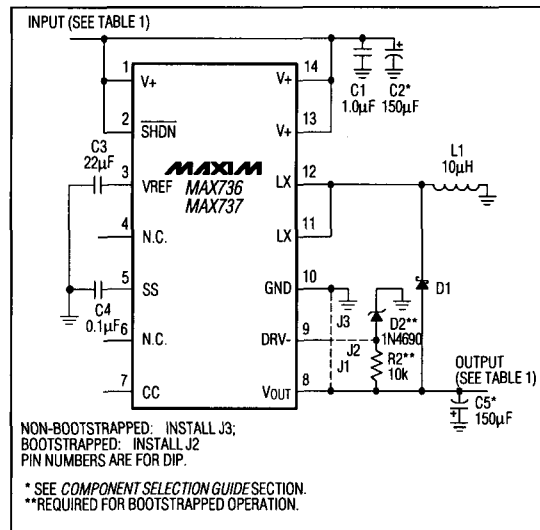 INPUT (SEE TABLE 1)
1
V+
14
V+
C1
1.0µF
+
C2*
150µF
2
SHDN
13
V+
C3
22µF
3
VREF
MAXIM
MAX736
MAX737
LX
12
L1
10µH
4
N.C.
LX
11
5
SS
GND
10
C4
0.1µF
J3
D1
6
N.C.
DRV-
9
J2
D2**
1N4690
J1
R2**
10k
7
CC
VOUT
8
OUTPUT
(SEE TABLE 1)
+
C5*
150µF
NON-BOOTSTRAPPED: INSTALL J3;
BOOTSTRAPPED: INSTALL J2
PIN NUMBERS ARE FOR DIP.
* SEE COMPONENT SELECTION GUIDE SECTION.
**REQUIRED FOR BOOTSTRAPPED OPERATION.